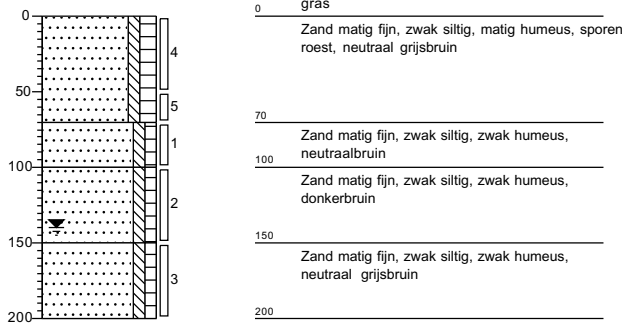 gras
0
0
Zand matig fijn, zwak siltig, matig humeus, sporen
roest, neutraal grijsbruin
4
50
5
70
Zand matig fijn, zwak siltig, zwak humeus,
neutraalbruin
1
100
100
Zand matig fijn, zwak siltig, zwak humeus,
donkerbruin
2
150
150
Zand matig fijn, zwak siltig, zwak humeus,
neutraal grijsbruin
3
200
200